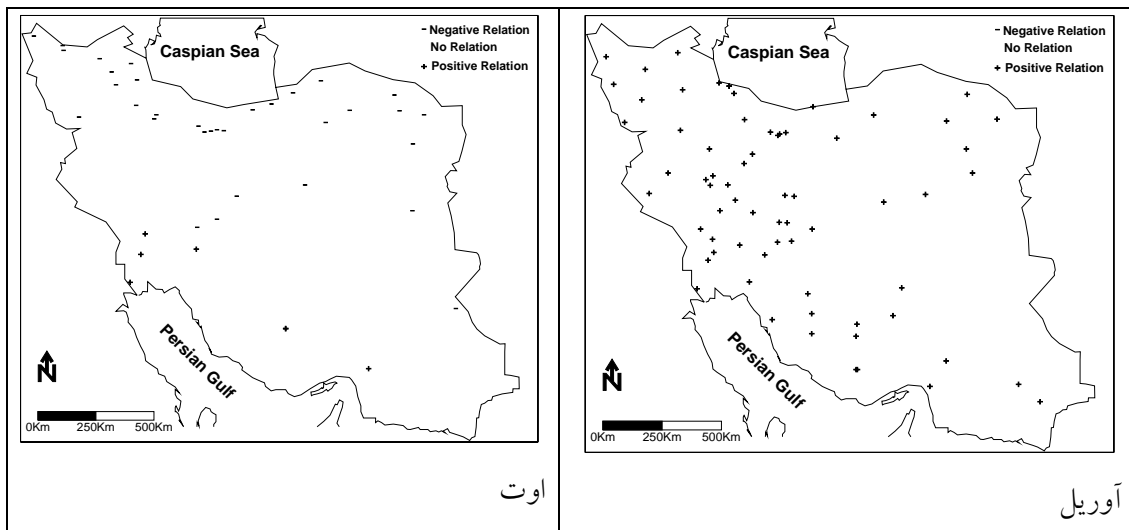 - Negative Relation
No Relation
+ Positive Relation
Caspian Sea
Persian Gulf
N
0Km 250Km 500Km
اوت
- Negative Relation
No Relation
+ Positive Relation
Caspian Sea
Persian Gulf
N
0Km 250Km 500Km
آوریل